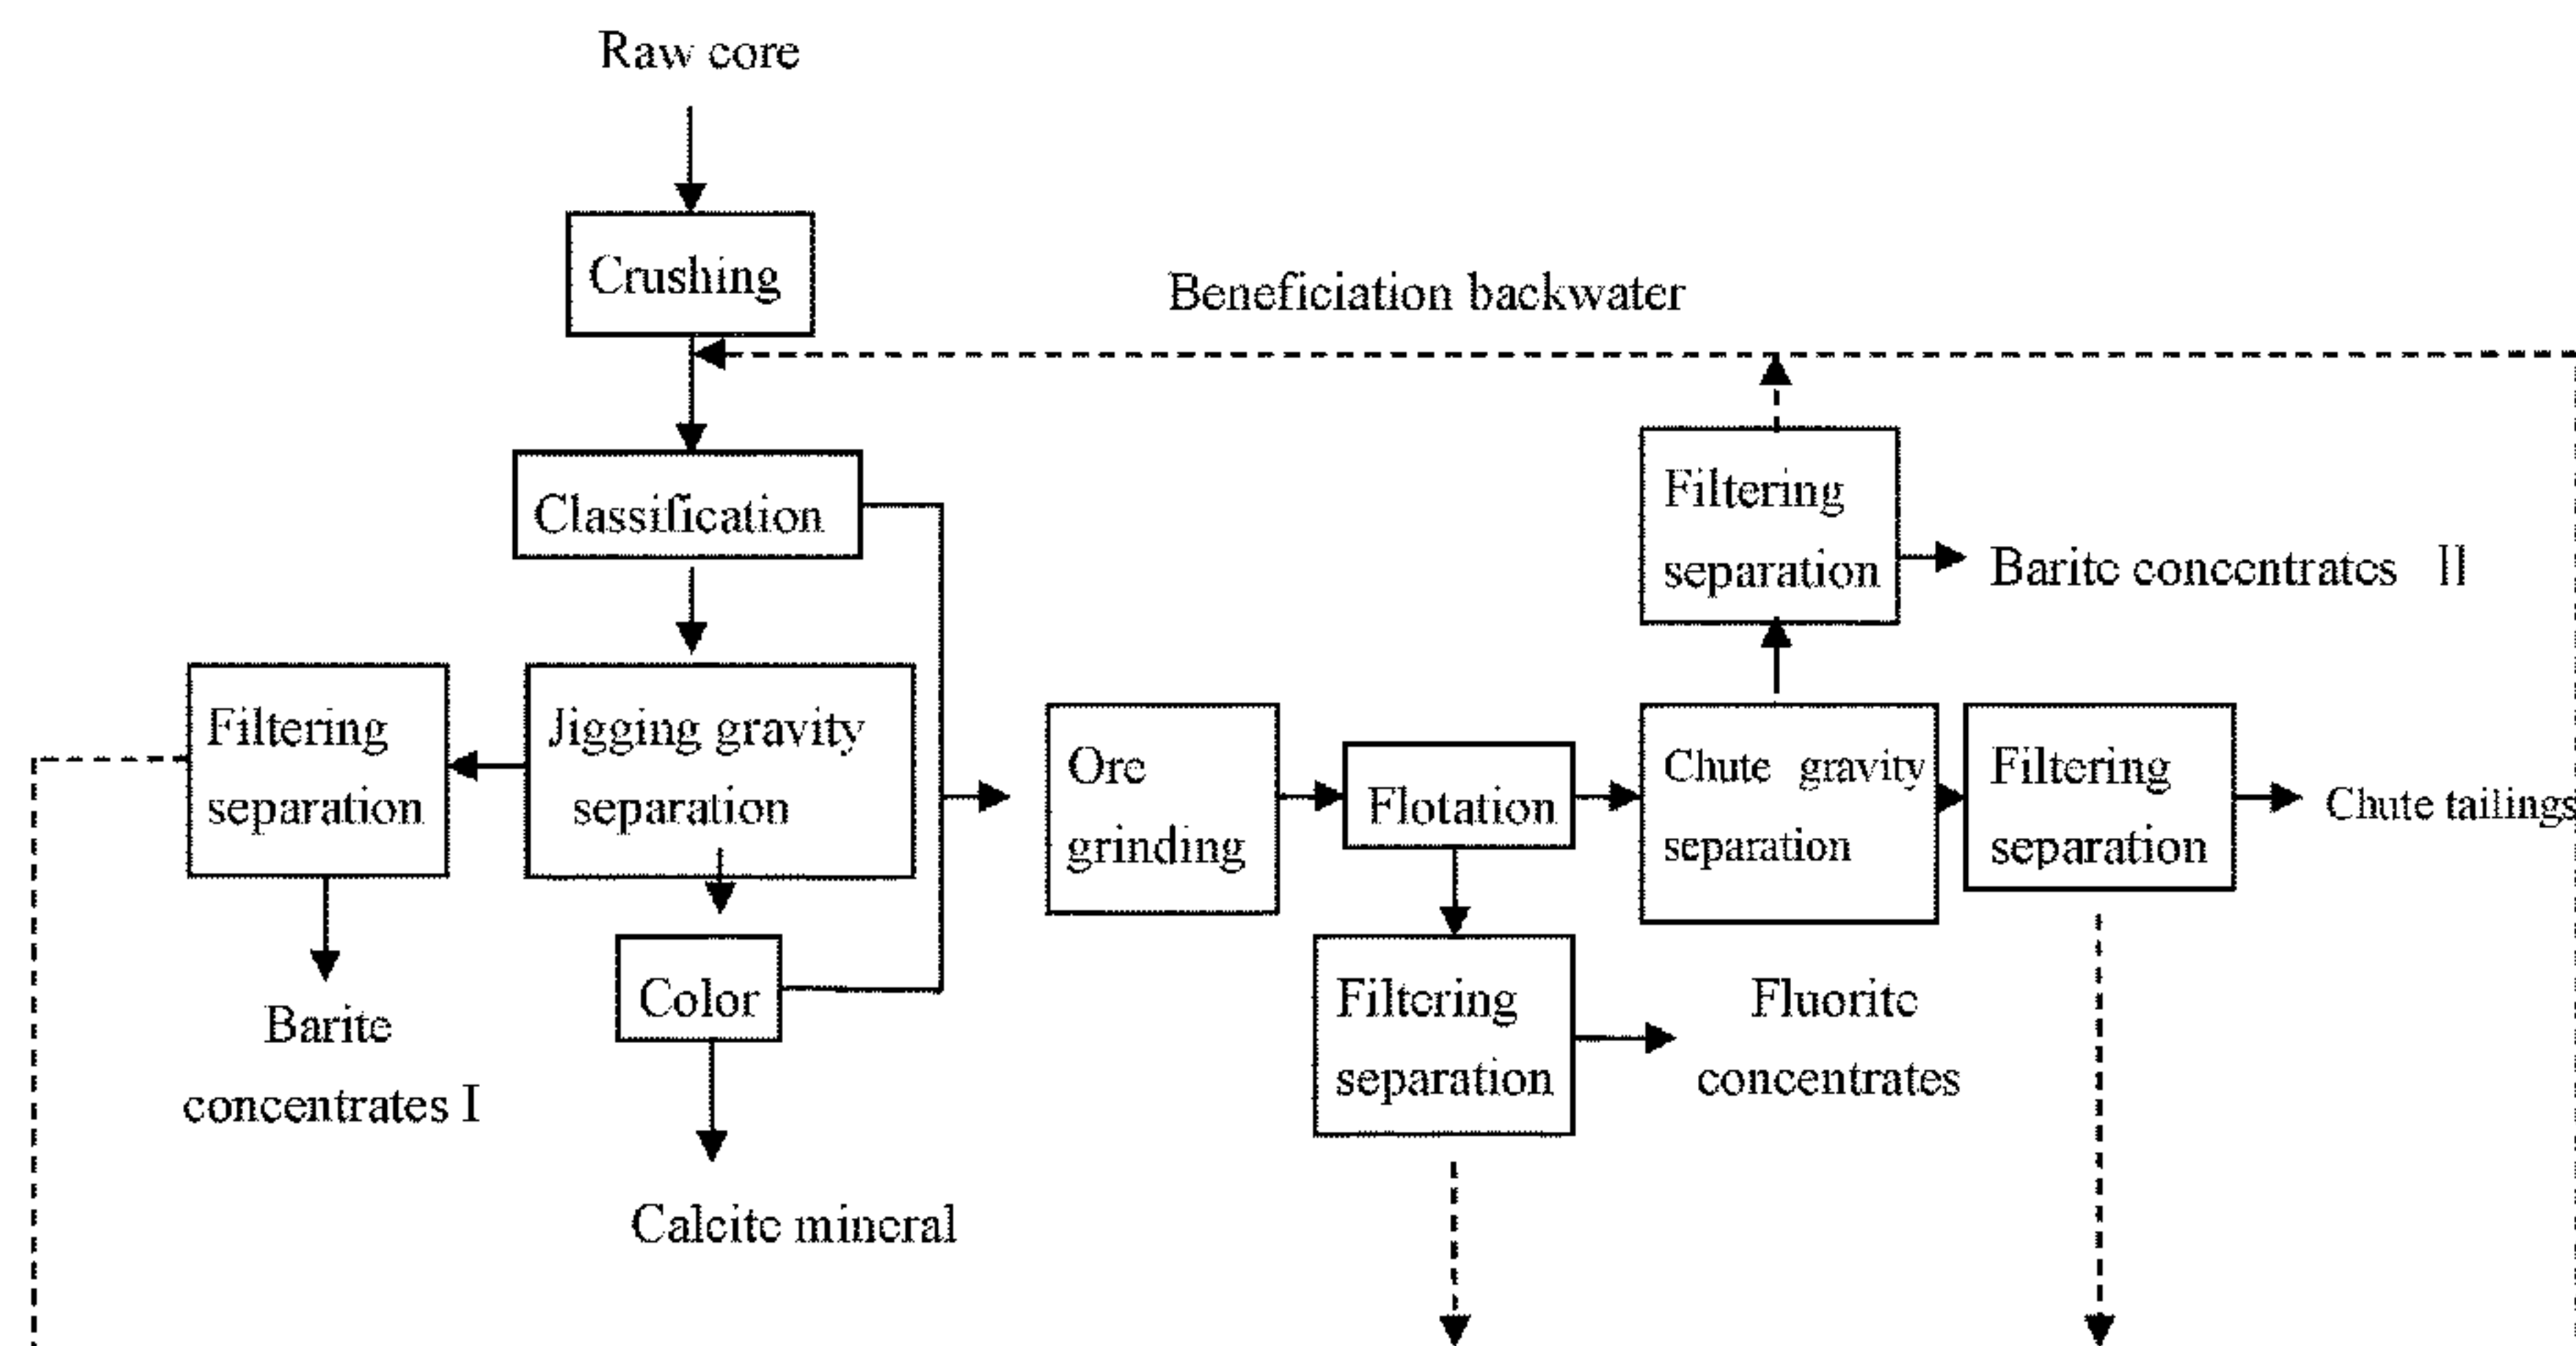 Raw core
Crushing
Beneficiation backwater
Classification
Filtering
separation
Barite concentrates II
Filtering
separation
Jigging gravity
separation
Ore
grinding
Flotation
Chute gravity
separation
Filtering
separation
Chute tailings
Color
Barite
concentrates I
Filtering
separation
Fluorite
concentrates
Calcite mineral